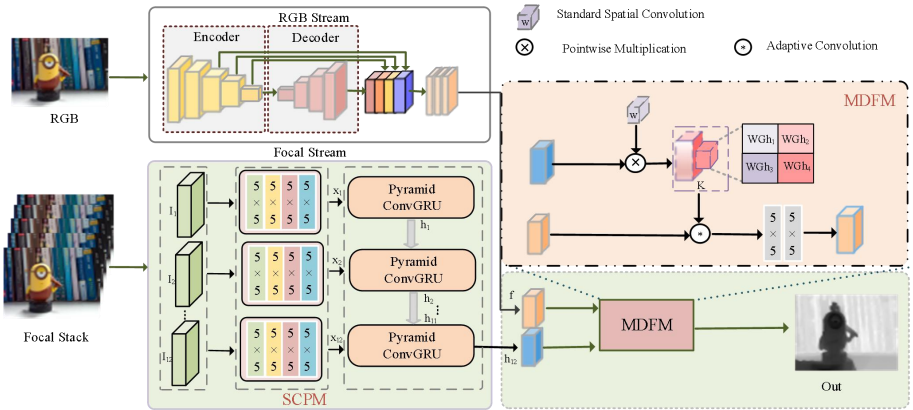 RGB Stream
Encoder
Decoder
RGB
W
Standard Spatial Convolution
Pointwise Multiplication
Adaptive Convolution
MDFM
W
WGh1
WGh2
WGh3
WGh4
K
5 × 5
5 × 5
Focal Stream
I1
5 × 5
5 × 5
5 × 5
5 × 5
x1
Pyramid
ConvGRU
h1
I2
5 × 5
5 × 5
5 × 5
5 × 5
x2
Pyramid
ConvGRU
h2
h11
I12
5 × 5
5 × 5
5 × 5
5 × 5
x12
Pyramid
ConvGRU
SCPM
Focal Stack
f
h12
MDFM
Out